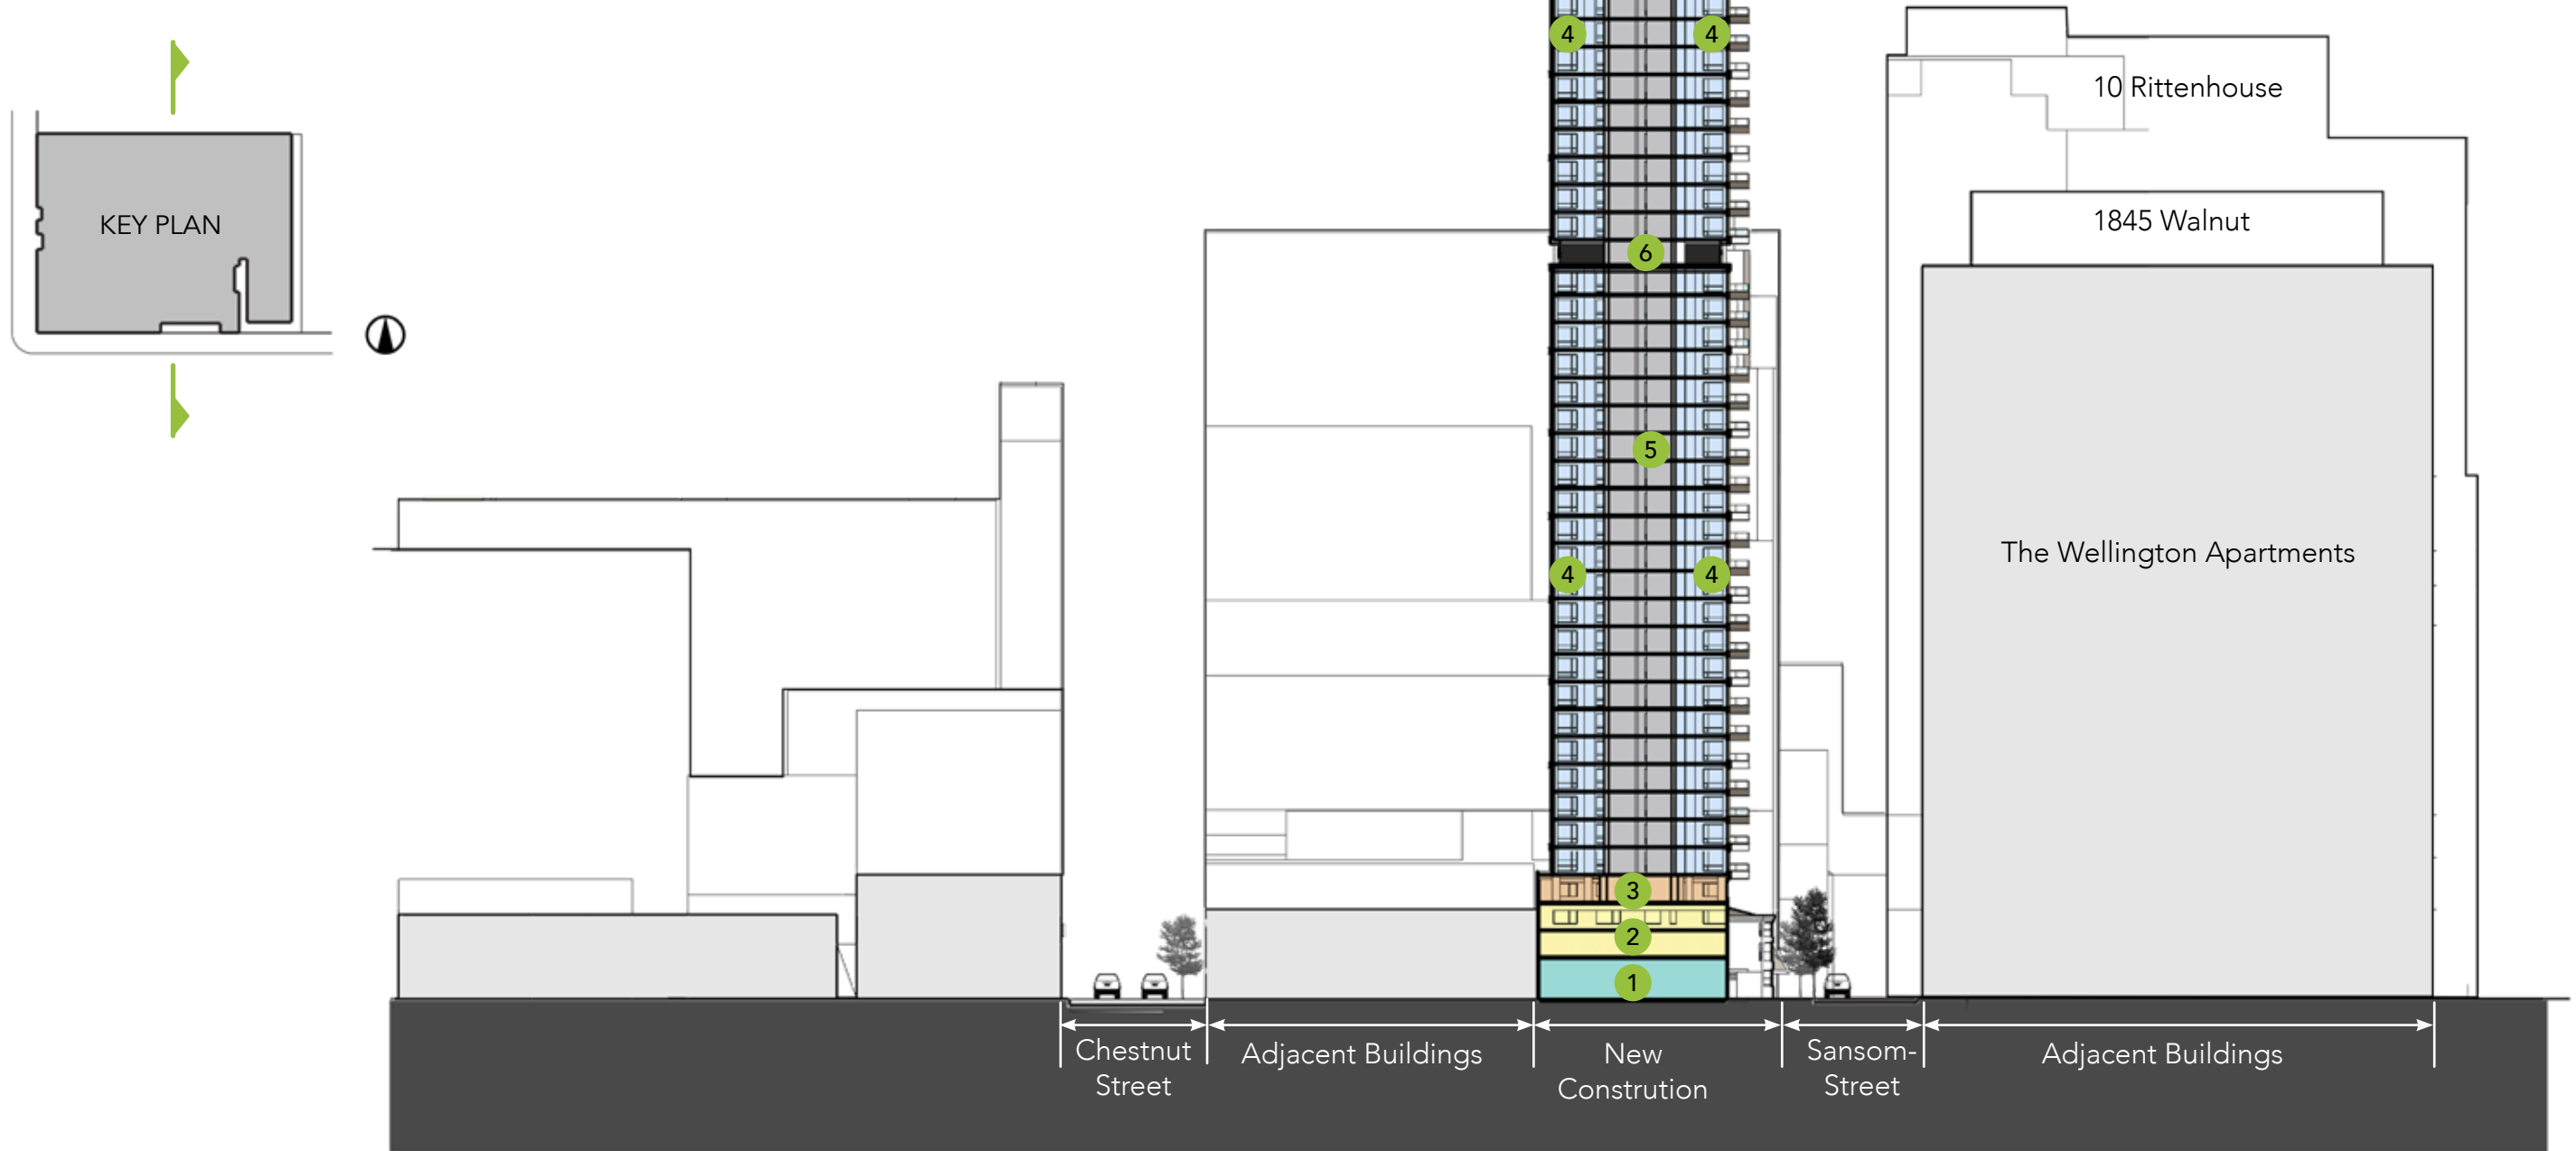 4
4
10 Rittenhouse
KEY PLAN
1845 Walnut
6
5
The Wellington Apartments
4
4
3
2
1
Chestnut
Street
Adjacent Buildings
New
Constrution
Sansom-
Street
Adjacent Buildings